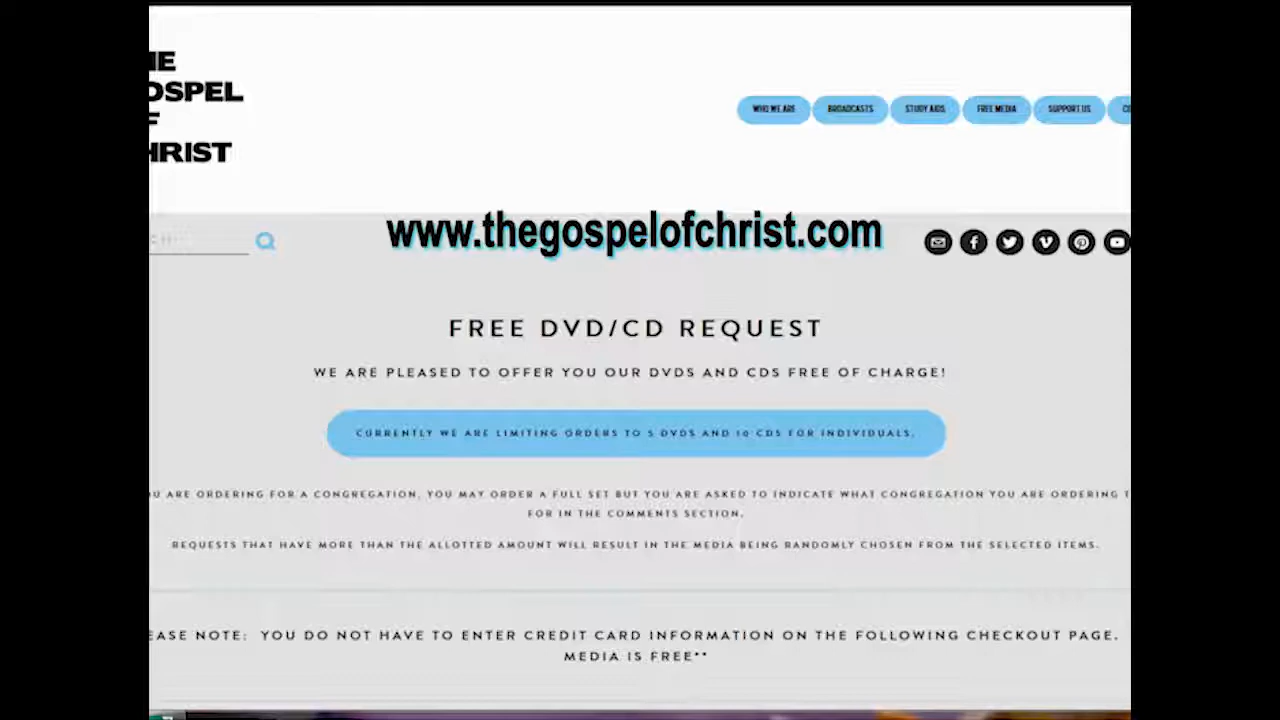 HE
OSPEL
F
HRIST
WHO WE ARE
BROADCASTS
STUDY AIDS
FREE MEDIA
SUPPORT US
www.thegospelofchrist.com
FREE DVD/CD REQUEST
WE ARE PLEASED TO OFFER YOU OUR DVDS AND CDS FREE OF CHARGE!
CURRENTLY WE ARE LIMITING ORDERS TO 5 DVDS AND 10 CDS FOR INDIVIDUALS.
U ARE ORDERING FOR A CONGREGATION, YOU MAY ORDER A FULL SET BUT YOU ARE ASKED TO INDICATE WHAT CONGREGATION YOU ARE ORDERING T
FOR IN THE COMMENTS SECTION.
REQUESTS THAT HAVE MORE THAN THE ALLOTTED AMOUNT WILL RESULT IN THE MEDIA BEING RANDOMLY CHOSEN FROM THE SELECTED ITEMS.
EASE NOTE: YOU DO NOT HAVE TO ENTER CREDIT CARD INFORMATION ON THE FOLLOWING CHECKOUT PAGE.
MEDIA IS FREE**